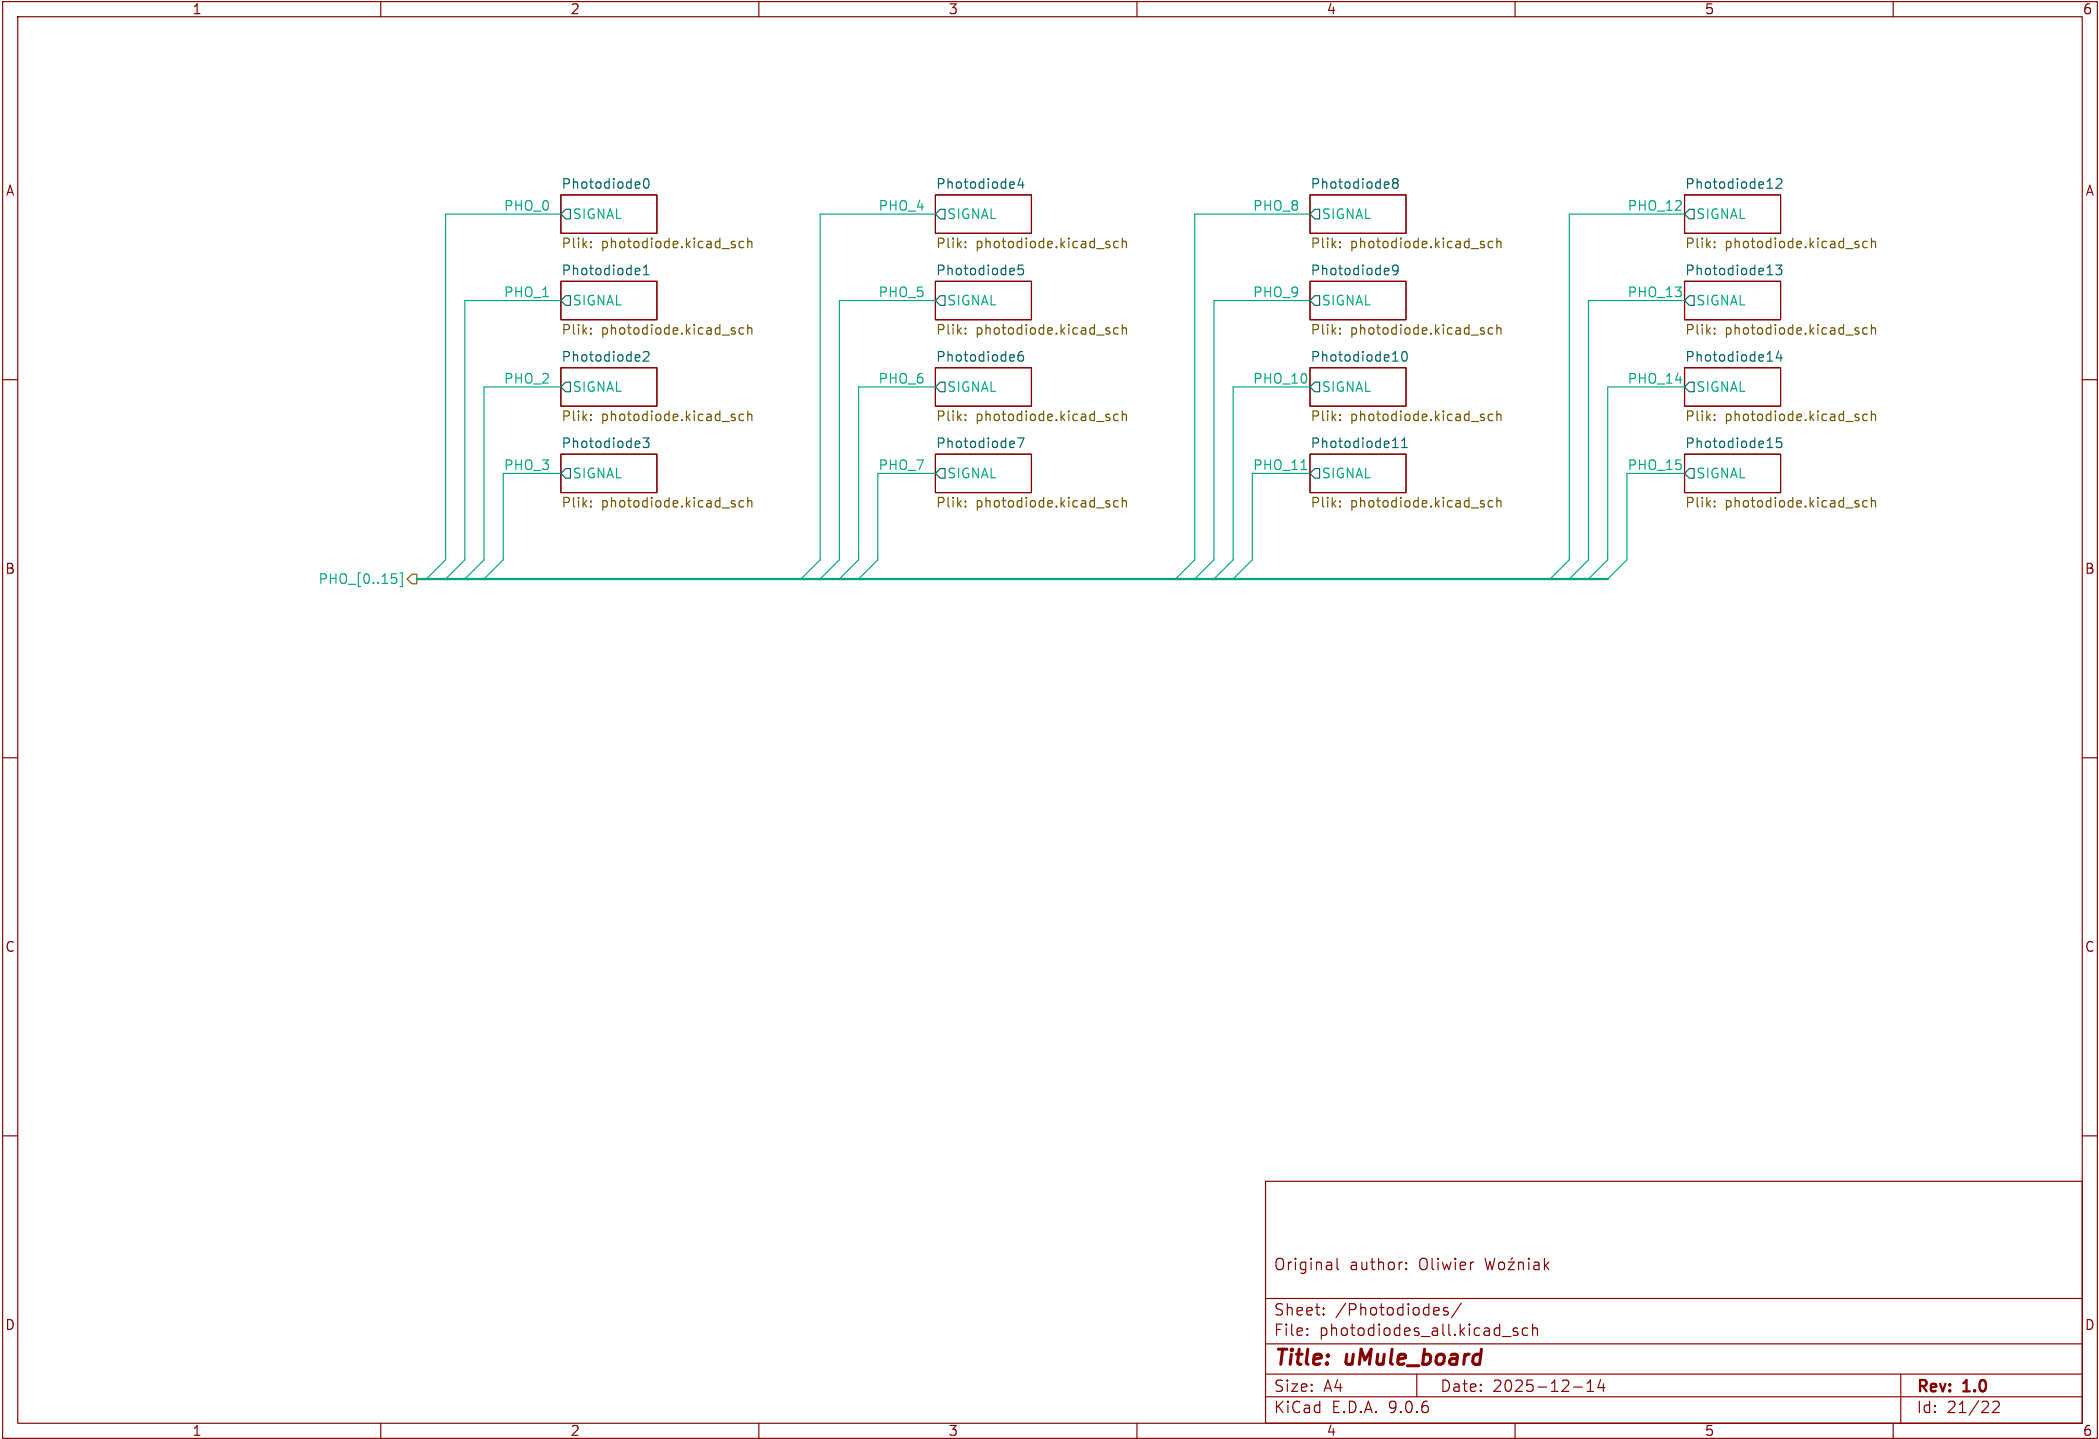 1 2 3 4 5 6
A A
Photodiode0 Photodiode4 Photodiode8 Photodiode12
PHO_0 SIGNAL PHO_4 SIGNAL PHO_8 SIGNAL PHO_12 SIGNAL
Plik: photodiode.kicad_sch Plik: photodiode.kicad_sch Plik: photodiode.kicad_sch Plik: photodiode.kicad_sch
Photodiode1 Photodiode5 Photodiode9 Photodiode13
PHO_1 SIGNAL PHO_5 SIGNAL PHO_9 SIGNAL PHO_13 SIGNAL
Plik: photodiode.kicad_sch Plik: photodiode.kicad_sch Plik: photodiode.kicad_sch Plik: photodiode.kicad_sch
Photodiode2 Photodiode6 Photodiode10 Photodiode14
PHO_2 SIGNAL PHO_6 SIGNAL PHO_10 SIGNAL PHO_14 SIGNAL
Plik: photodiode.kicad_sch Plik: photodiode.kicad_sch Plik: photodiode.kicad_sch Plik: photodiode.kicad_sch
Photodiode3 Photodiode7 Photodiode11 Photodiode15
PHO_3 SIGNAL PHO_7 SIGNAL PHO_11 SIGNAL PHO_15 SIGNAL
Plik: photodiode.kicad_sch Plik: photodiode.kicad_sch Plik: photodiode.kicad_sch Plik: photodiode.kicad_sch
B B
PHO_[0..15]
C C
Original author: Oliwier Woźniak
Sheet: /Photodiodes/
D D
File: photodiodes_all.kicad_sch
Title: uMule_board
Size: A4 Date: 2025-12-14 Rev: 1.0
KiCad E.D.A. 9.0.6 Id: 21/22
1 2 3 4 5 6